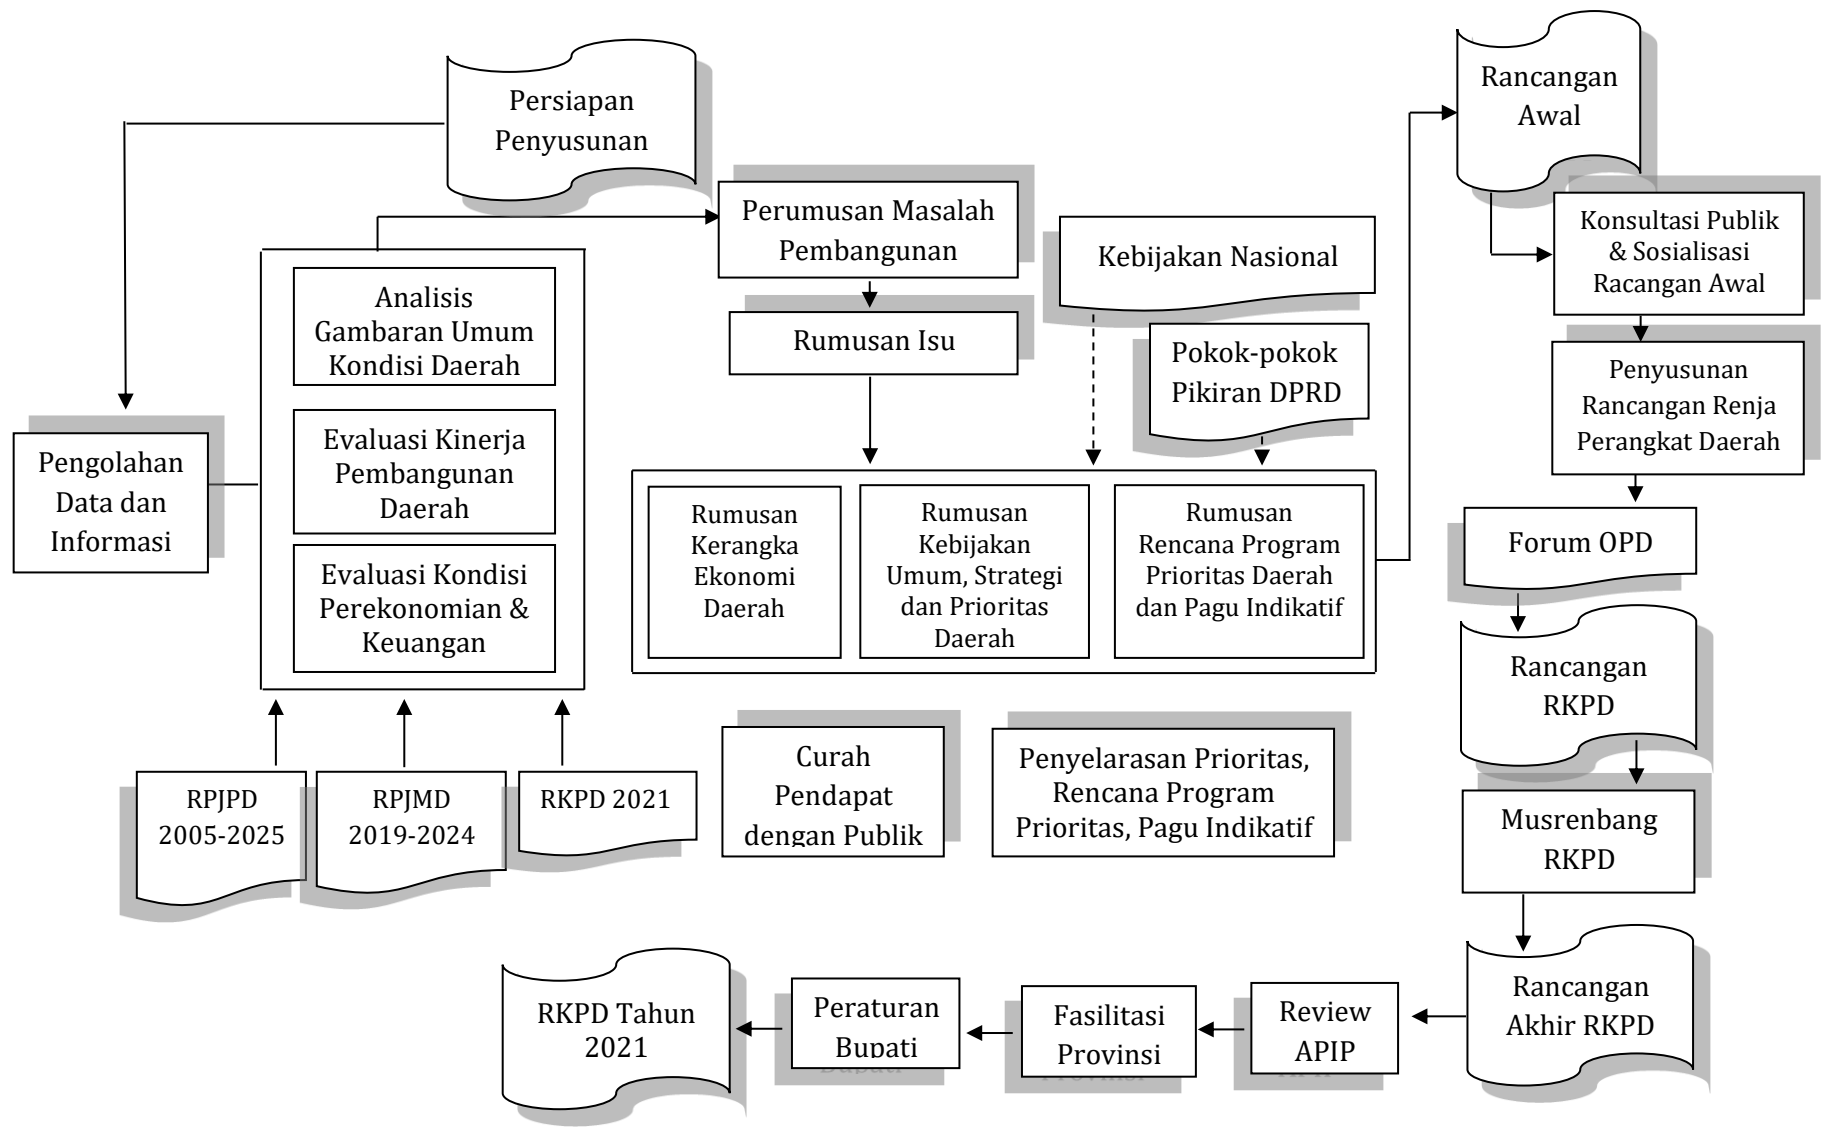 Persiapan
Penyusunan
Rancangan
Awal
Perumusan Masalah
Pembangunan
Kebijakan Nasional
Konsultasi Publik
& Sosialisasi
Racangan Awal
Analisis
Gambaran Umum
Kondisi Daerah
Rumusan Isu
Pokok-pokok
Pikiran DPRD
Penyusunan
Rancangan Renja
Perangkat Daerah
Pengolahan
Data dan
Informasi
Evaluasi Kinerja
Pembangunan
Daerah
Evaluasi Kondisi
Perekonomian &
Keuangan
Rumusan
Kerangka
Ekonomi
Daerah
Rumusan
Kebijakan
Umum, Strategi
dan Prioritas
Daerah
Rumusan
Rencana Program
Prioritas Daerah
dan Pagu Indikatif
Forum OPD
Rancangan
RKPD
RPJPD
2005-2025
RPJMD
2019-2024
RKPD 2021
Curah
Pendapat
dengan Publik
Penyelarasan Prioritas,
Rencana Program
Prioritas, Pagu Indikatif
Musrenbang
RKPD
RKPD Tahun
2021
Peraturan
Bupati
Fasilitasi
Provinsi
Review
APIP
Rancangan
Akhir RKPD